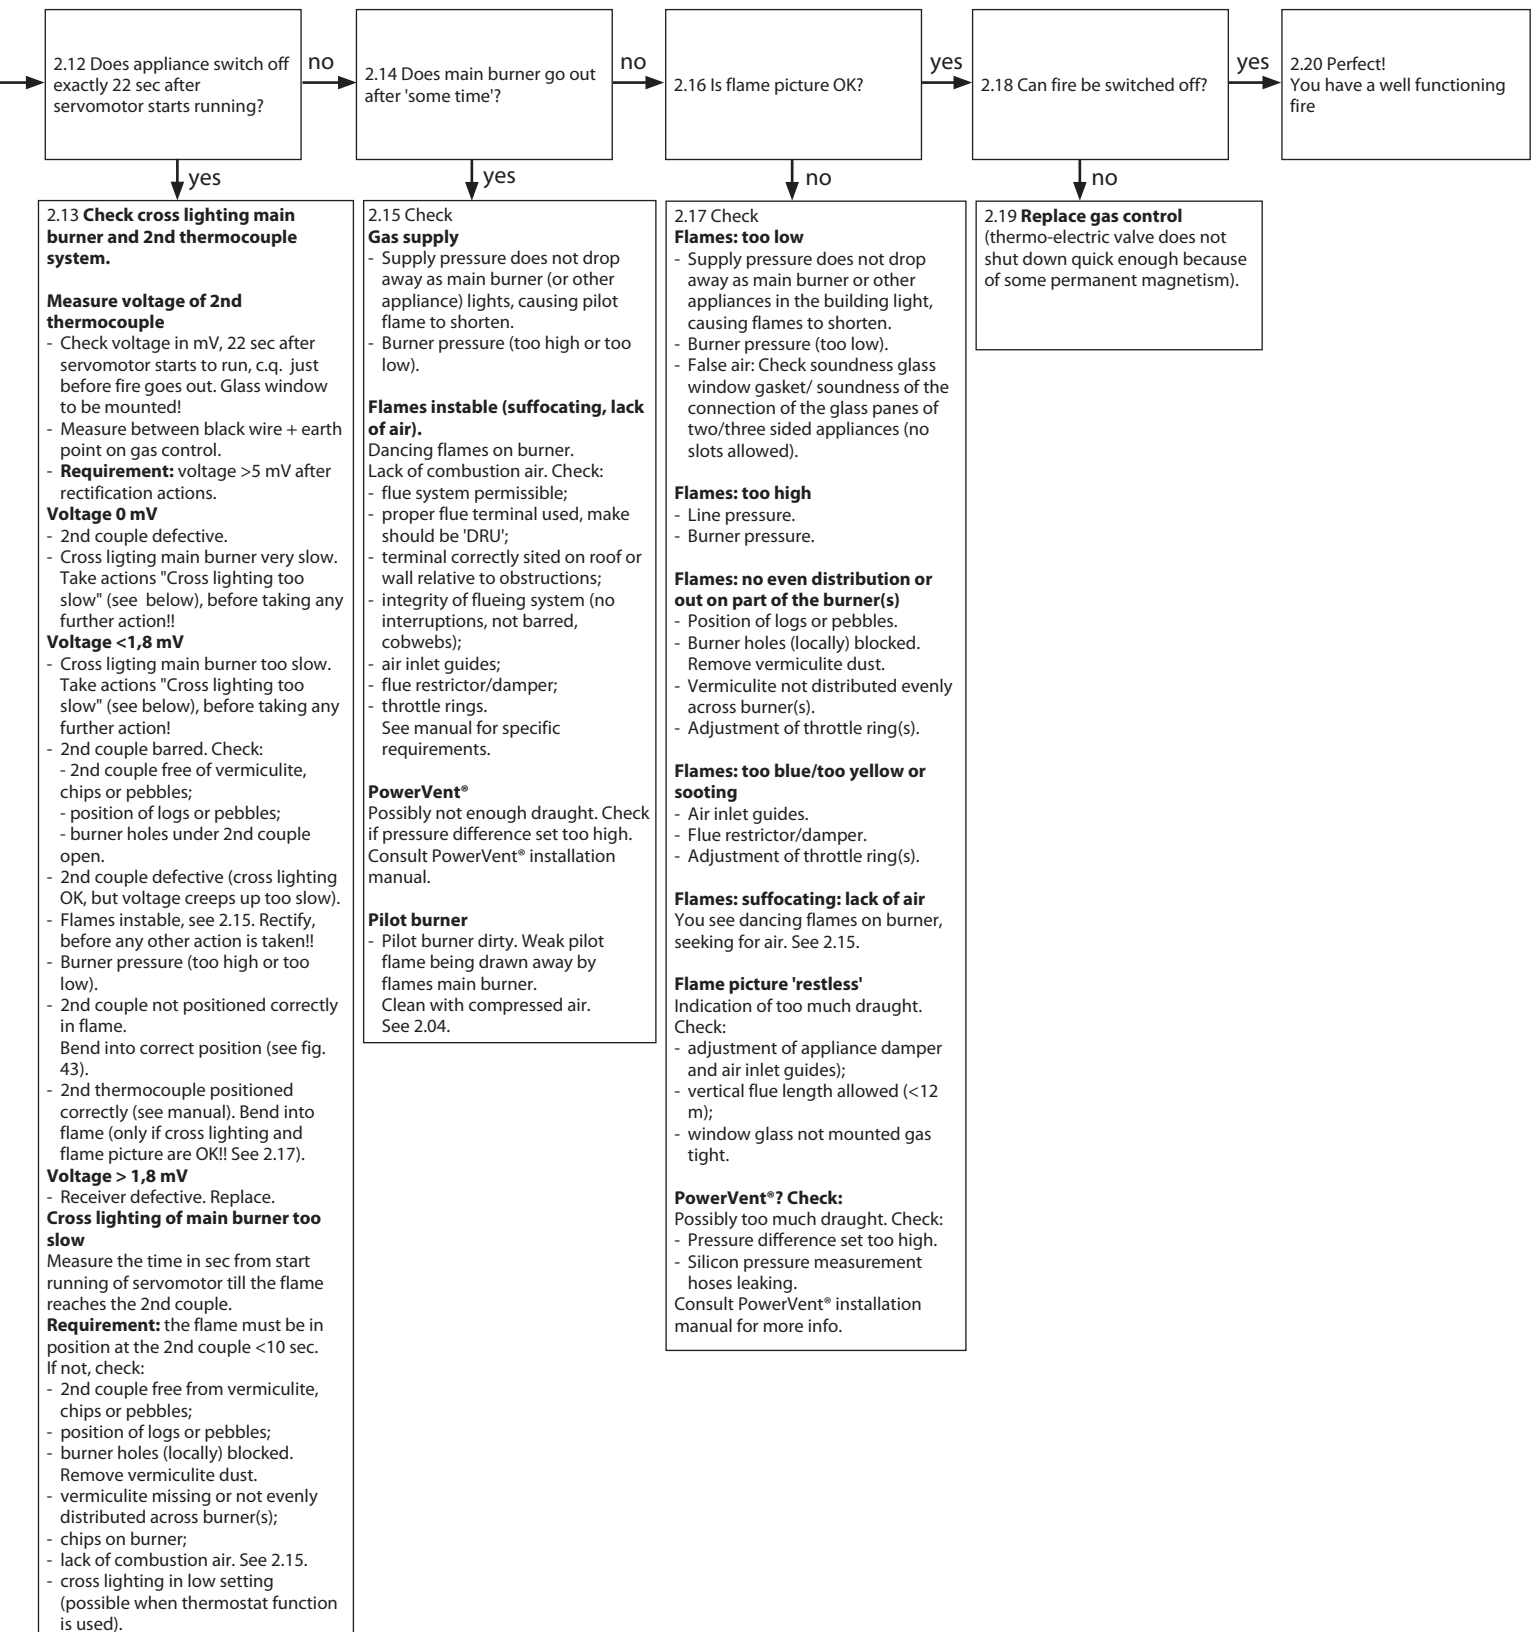 2.12 Does appliance switch off
exactly 22 sec after
servomotor starts running?
no
2.14 Does main burner go out
after 'some time'?
no
2.16 Is flame picture OK?
yes
2.18 Can fire be switched off?
yes
2.20 Perfect!
You have a well functioning
fire
yes
yes
no
no
2.13 Check cross lighting main
burner and 2nd thermocouple
system.
Measure voltage of 2nd
thermocouple
- Check voltage in mV, 22 sec after
servomotor starts to run, c.q. just
before fire goes out. Glass window
to be mounted!
- Measure between black wire + earth
point on gas control.
- Requirement: voltage >5 mV after
rectification actions.
Voltage 0 mV
- 2nd couple defective.
- Cross ligting main burner very slow.
Take actions "Cross lighting too
slow" (see below), before taking any
further action!!
Voltage <1,8 mV
- Cross ligting main burner too slow.
Take actions "Cross lighting too
slow" (see below), before taking any
further action!
- 2nd couple barred. Check:
- 2nd couple free of vermiculite,
chips or pebbles;
- position of logs or pebbles;
- burner holes under 2nd couple
open.
- 2nd couple defective (cross lighting
OK, but voltage creeps up too slow).
- Flames instable, see 2.15. Rectify,
before any other action is taken!!
- Burner pressure (too high or too
low).
- 2nd couple not positioned correctly
in flame.
Bend into correct position (see fig.
43).
- 2nd thermocouple positioned
correctly (see manual). Bend into
flame (only if cross lighting and
flame picture are OK!! See 2.17).
Voltage > 1,8 mV
- Receiver defective. Replace.
Cross lighting of main burner too
slow
Measure the time in sec from start
running of servomotor till the flame
reaches the 2nd couple.
Requirement: the flame must be in
position at the 2nd couple <10 sec.
If not, check:
- 2nd couple free from vermiculite,
chips or pebbles;
- position of logs or pebbles;
- burner holes (locally) blocked.
Remove vermiculite dust.
- vermiculite missing or not evenly
distributed across burner(s);
- chips on burner;
- lack of combustion air. See 2.15.
- cross lighting in low setting
(possible when thermostat function
is used).
2.15 Check
Gas supply
- Supply pressure does not drop
away as main burner (or other
appliance) lights, causing pilot
flame to shorten.
- Burner pressure (too high or too
low).
Flames instable (suffocating, lack
of air).
Dancing flames on burner.
Lack of combustion air. Check:
- flue system permissible;
- proper flue terminal used, make
should be 'DRU';
- terminal correctly sited on roof or
wall relative to obstructions;
- integrity of flueing system (no
interruptions, not barred,
cobwebs);
- air inlet guides;
- flue restrictor/damper;
- throttle rings.
See manual for specific
requirements.
PowerVent®
Possibly not enough draught. Check
if pressure difference set too high.
Consult PowerVent® installation
manual.
Pilot burner
- Pilot burner dirty. Weak pilot
flame being drawn away by
flames main burner.
Clean with compressed air.
See 2.04.
2.17 Check
Flames: too low
- Supply pressure does not drop
away as main burner or other
appliances in the building light,
causing flames to shorten.
- Burner pressure (too low).
- False air: Check soundness glass
window gasket/ soundness of the
connection of the glass panes of
two/three sided appliances (no
slots allowed).
Flames: too high
- Line pressure.
- Burner pressure.
Flames: no even distribution or
out on part of the burner(s)
- Position of logs or pebbles.
- Burner holes (locally) blocked.
Remove vermiculite dust.
- Vermiculite not distributed evenly
across burner(s).
- Adjustment of throttle ring(s).
Flames: too blue/too yellow or
sooting
- Air inlet guides.
- Flue restrictor/damper.
- Adjustment of throttle ring(s).
Flames: suffocating: lack of air
You see dancing flames on burner,
seeking for air. See 2.15.
Flame picture 'restless'
Indication of too much draught.
Check:
- adjustment of appliance damper
and air inlet guides);
- vertical flue length allowed (<12
m);
- window glass not mounted gas
tight.
PowerVent®? Check:
Possibly too much draught. Check:
- Pressure difference set too high.
- Silicon pressure measurement
hoses leaking.
Consult PowerVent® installation
manual for more info.
2.19 Replace gas control
(thermo-electric valve does not
shut down quick enough because
of some permanent magnetism).